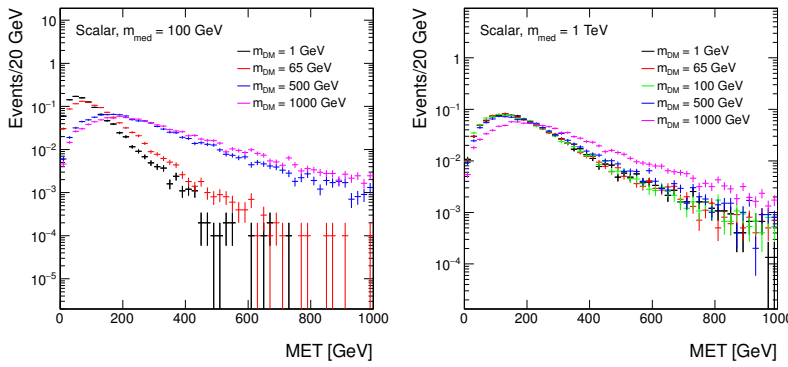 Scalar, m_med = 100 GeV
m_DM = 1 GeV
m_DM = 65 GeV
m_DM = 500 GeV
m_DM = 1000 GeV
Events/20 GeV
10
1
10⁻¹
10⁻²
10⁻³
10⁻⁴
10⁻⁵
0 200 400 600 800 1000
MET [GeV]
Scalar, m_med = 1 TeV
m_DM = 1 GeV
m_DM = 65 GeV
m_DM = 100 GeV
m_DM = 500 GeV
m_DM = 1000 GeV
Events/20 GeV
1
10⁻¹
10⁻²
10⁻³
10⁻⁴
0 200 400 600 800 1000
MET [GeV]